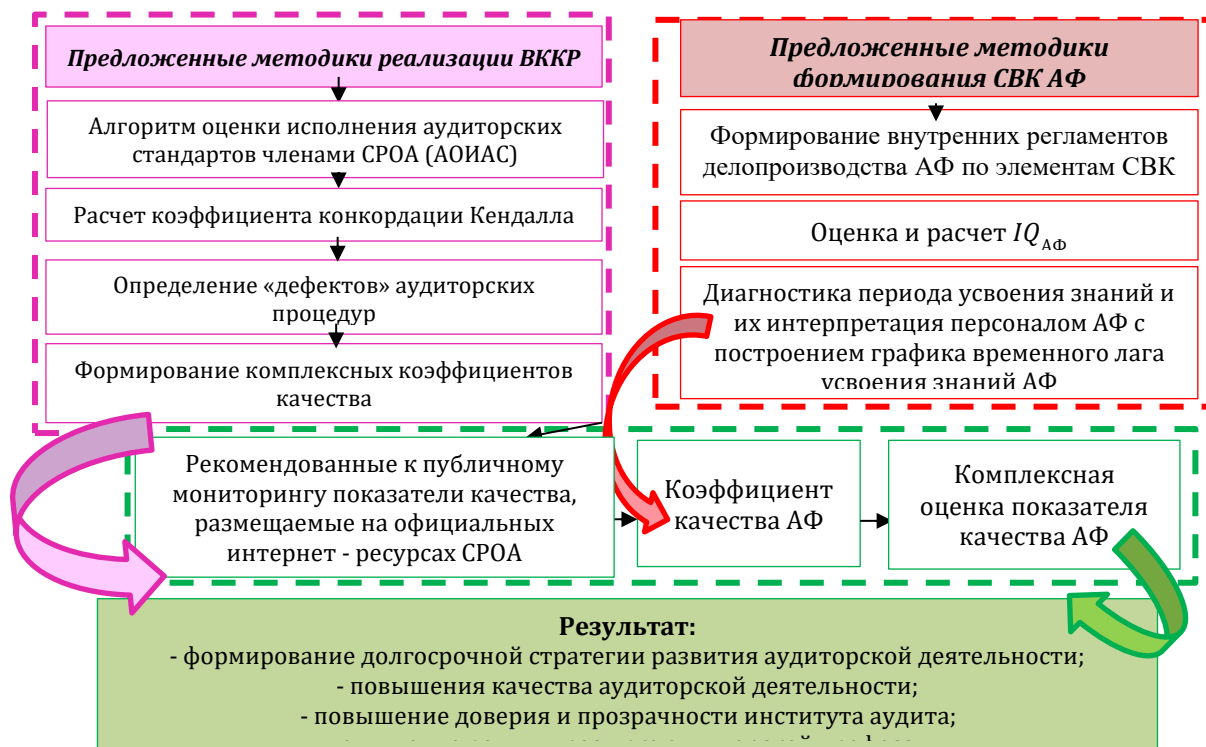 Предложенные методики реализации ВККР
Алгоритм оценки исполнения аудиторских
стандартов членами СРОА (АОИАС)
Расчет коэффициента конкордации Кендалла
Определение «дефектов» аудиторских
процедур
Формирование комплексных коэффициентов
качества
Предложенные методики
формирования СВК АФ
Формирование внутренних регламентов
делопроизводства АФ по элементам СВК
Оценка и расчет IQ АФ
Диагностика периода усвоения знаний и
их интерпретация персоналом АФ с
построением графика временного лага
усвоения знаний АФ
Рекомендованные к публичному
мониторингу показатели качества,
размещаемые на официальных
интернет - ресурсах СРОА
Коэффициент
качества АФ
Комплексная
оценка показателя
качества АФ
Результат:
- формирование долгосрочной стратегии развития аудиторской деятельности;
- повышения качества аудиторской деятельности;
- повышение доверия и прозрачности института аудита;